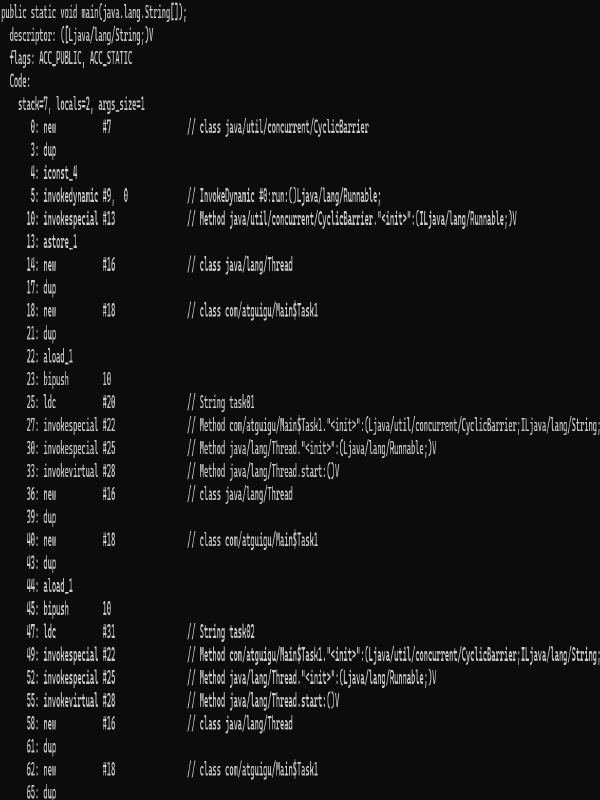 public static void main(java.lang.String[]);
descriptor: ([Ljava/lang/String;)V
flags: ACC_PUBLIC, ACC_STATIC
Code:
stack=7, locals=2, args_size=1
0: new #7 // class java/util/concurrent/CyclicBarrier
3: dup
4: iconst_4
5: invokedynamic #9, 0 // InvokeDynamic #0:run:()Ljava/lang/Runnable;
10: invokespecial #13 // Method java/util/concurrent/CyclicBarrier."<init>":(ILjava/lang/Runnable;)V
13: astore_1
14: new #16 // class java/lang/Thread
17: dup
18: new #18 // class com/atguigu/Main$Task1
21: dup
22: aload_1
23: bipush 10
25: ldc #20 // String task01
27: invokespecial #22 // Method com/atguigu/Main$Task1."<init>":(Ljava/util/concurrent/CyclicBarrier;ILjava/lang/String;
30: invokespecial #25 // Method java/lang/Thread."<init>":(Ljava/lang/Runnable;)V
33: invokevirtual #28 // Method java/lang/Thread.start:()V
36: new #16 // class java/lang/Thread
39: dup
40: new #18 // class com/atguigu/Main$Task1
43: dup
44: aload_1
45: bipush 10
47: ldc #31 // String task02
49: invokespecial #22 // Method com/atguigu/Main$Task1."<init>":(Ljava/util/concurrent/CyclicBarrier;ILjava/lang/String;
52: invokespecial #25 // Method java/lang/Thread."<init>":(Ljava/lang/Runnable;)V
55: invokevirtual #28 // Method java/lang/Thread.start:()V
58: new #16 // class java/lang/Thread
61: dup
62: new #18 // class com/atguigu/Main$Task1
65: dup